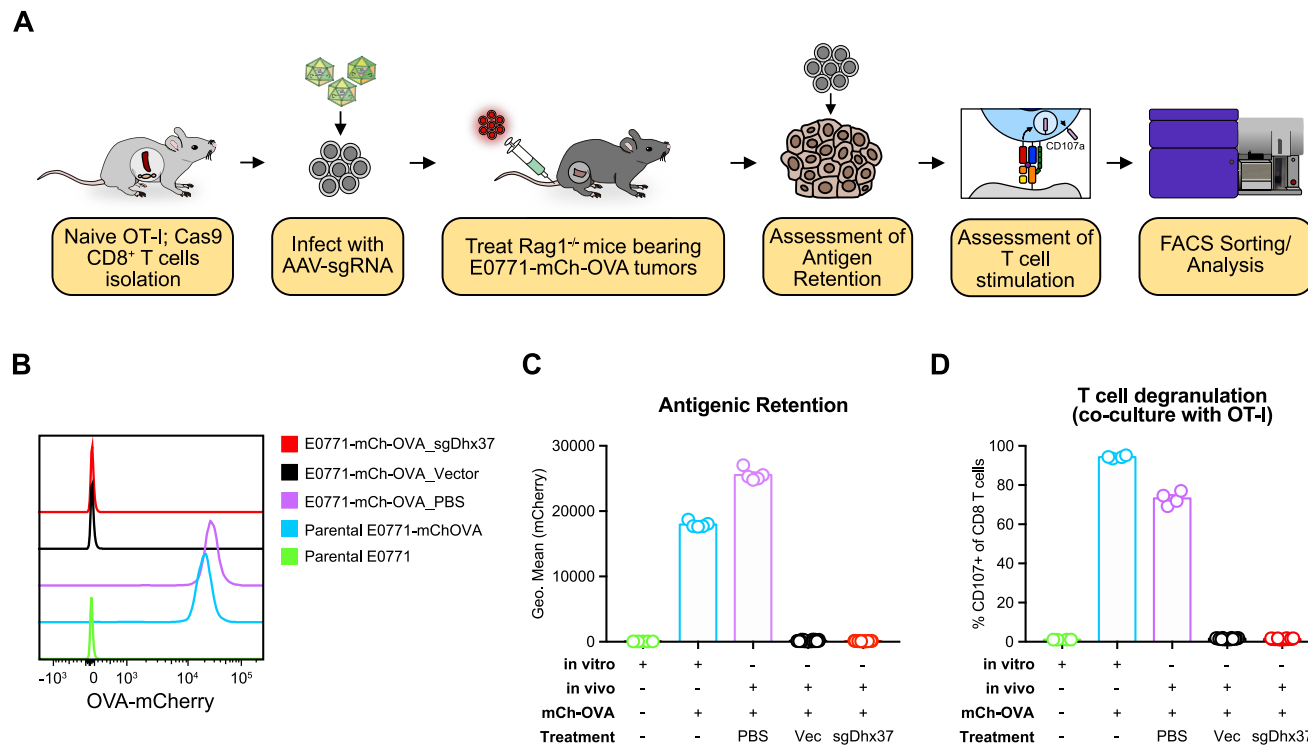 A
CD107a
Naive OT-I; Cas9
CD8+ T cells
isolation
Infect with
AAV-sgRNA
Treat Rag1-/- mice bearing
E0771-mCh-OVA tumors
Assessment of
Antigen
Retention
Assessment of
T cell
stimulation
FACS Sorting/
Analysis
B
E0771-mCh-OVA_sgDhx37
E0771-mCh-OVA_Vector
E0771-mCh-OVA_PBS
Parental E0771-mChOVA
Parental E0771
-10³ 0 10³ 10⁴ 10⁵
OVA-mCherry
C
Antigenic Retention
Geo. Mean (mCherry)
30000
20000
10000
0
in vitro + + - - -
in vivo - - + + +
mCh-OVA - + + + +
Treatment PBS Vec sgDhx37
D
T cell degranulation
(co-culture with OT-I)
% CD107+ of CD8 T cells
100
80
60
40
20
0
in vitro + + - - -
in vivo - - + + +
mCh-OVA - + + + +
Treatment PBS Vec sgDhx37